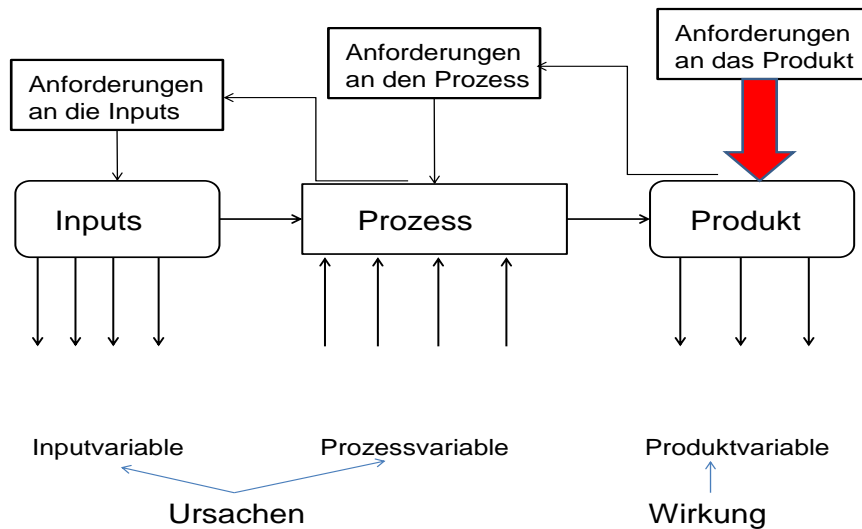 Anforderungen
an die Inputs
Anforderungen
an den Prozess
Anforderungen
an das Produkt
Inputs
Prozess
Produkt
Inputvariable
Prozessvariable
Produktvariable
Ursachen
Wirkung